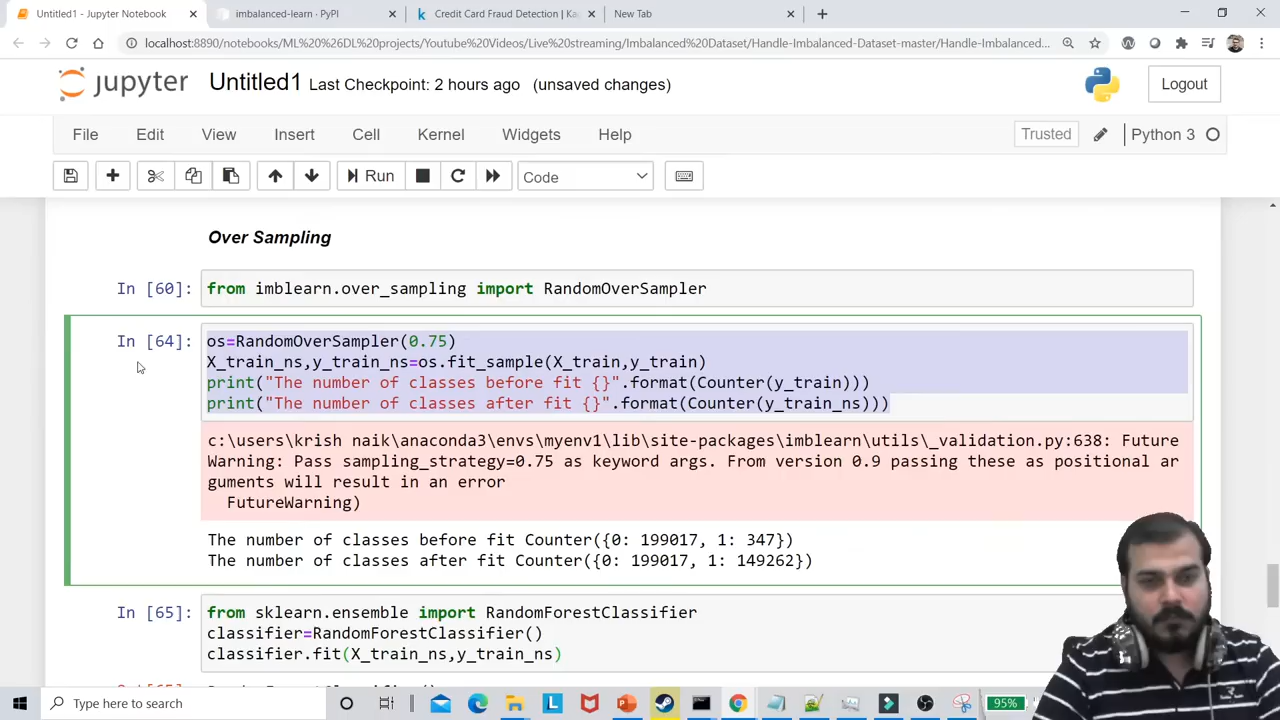 Untitled1 - Jupyter Notebook
imbalanced-learn · PyPI
Credit Card Fraud Detection | Ka
New Tab
localhost:8890/notebooks/ML%20%26%20DL%20projects/Youtube%20Videos/Live%20streaming/Imbalanced%20Dataset/Handle-Imbalanced-Dataset-master/Handle-Imbalanced...
jupyter Untitled1 Last Checkpoint: 2 hours ago (unsaved changes)
Logout
File Edit View Insert Cell Kernel Widgets Help
Trusted
Python 3
Run
Code
Over Sampling
In [60]: from imblearn.over_sampling import RandomOverSampler
In [64]: os=RandomOverSampler(0.75)
X_train_ns,y_train_ns=os.fit_sample(X_train,y_train)
print("The number of classes before fit {}".format(Counter(y_train)))
print("The number of classes after fit {}".format(Counter(y_train_ns)))
c:\users\krish naik\anaconda3\envs\myenv1\lib\site-packages\imblearn\utils\_validation.py:638: Future
Warning: Pass sampling_strategy=0.75 as keyword args. From version 0.9 passing these as positional ar
guments will result in an error
FutureWarning)
The number of classes before fit Counter({0: 199017, 1: 347})
The number of classes after fit Counter({0: 199017, 1: 149262})
In [65]: from sklearn.ensemble import RandomForestClassifier
classifier=RandomForestClassifier()
classifier.fit(X_train_ns,y_train_ns)
Type here to search
95%